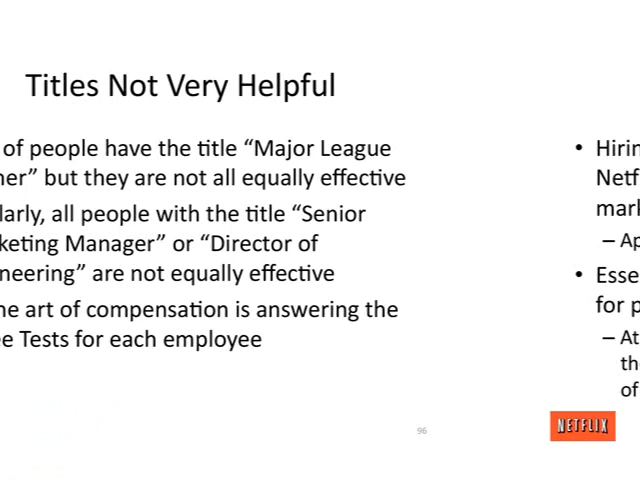 Titles Not Very Helpful
of people have the title “Major League
her” but they are not all equally effective
larly, all people with the title “Senior
keting Manager” or “Director of
neering” are not equally effective
ne art of compensation is answering the
e Tests for each employee
96
• Hirin
Netf
mark
– Ap
• Esse
for p
– At
the
of
NETFLIX